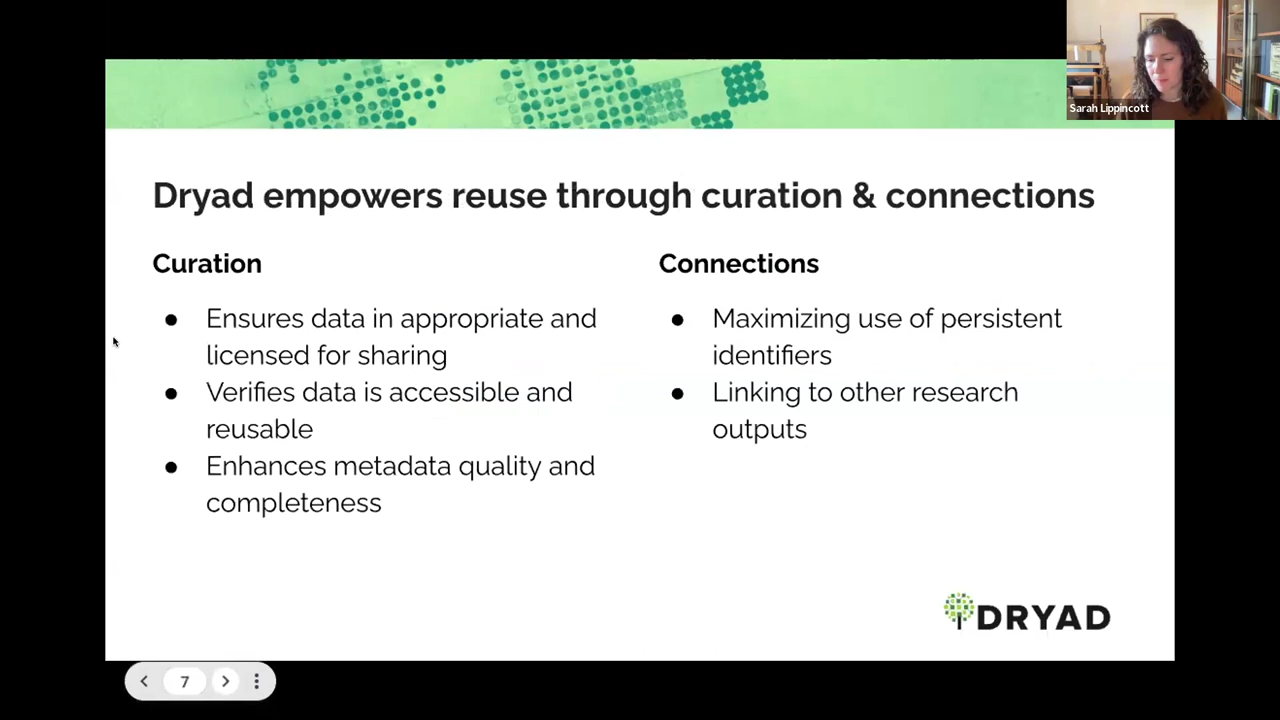 Sarah Lippincott
Dryad empowers reuse through curation & connections
Curation
● Ensures data in appropriate and
licensed for sharing
● Verifies data is accessible and
reusable
● Enhances metadata quality and
completeness
Connections
● Maximizing use of persistent
identifiers
● Linking to other research
outputs
DRYAD
7